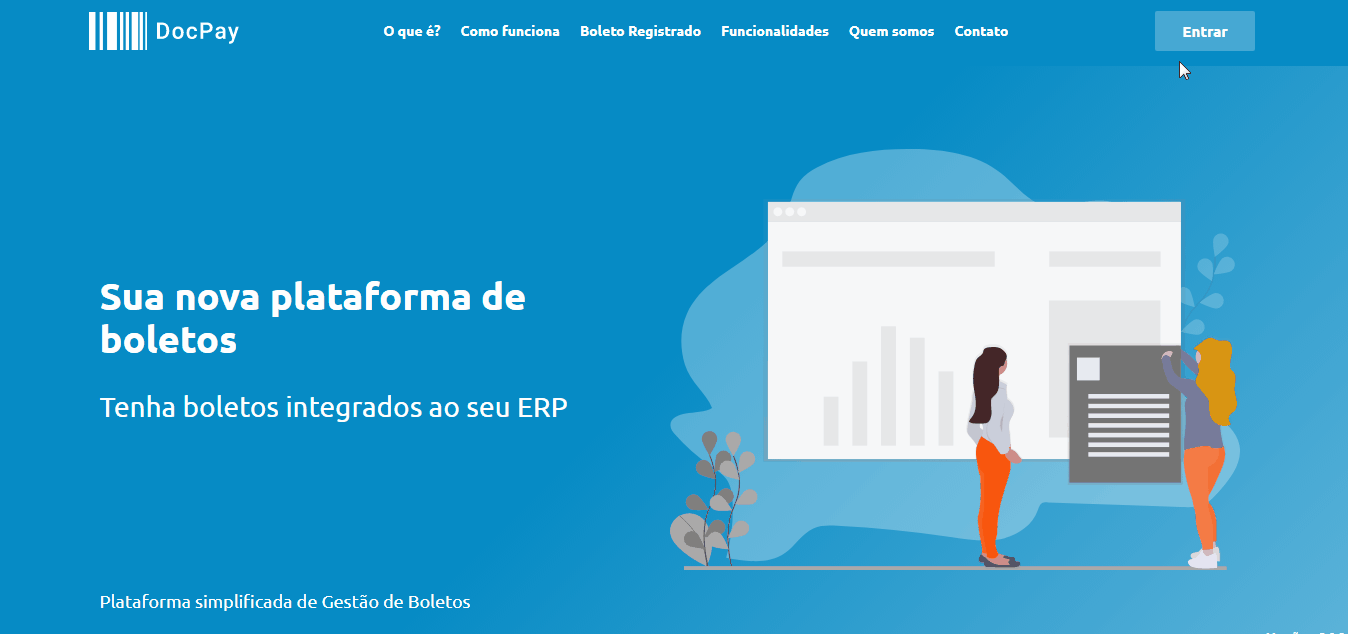 DocPay
O que é?
Como funciona
Boleto Registrado
Funcionalidades
Quem somos
Contato
Entrar
Sua nova plataforma de
boletos
Tenha boletos integrados ao seu ERP
Plataforma simplificada de Gestão de Boletos